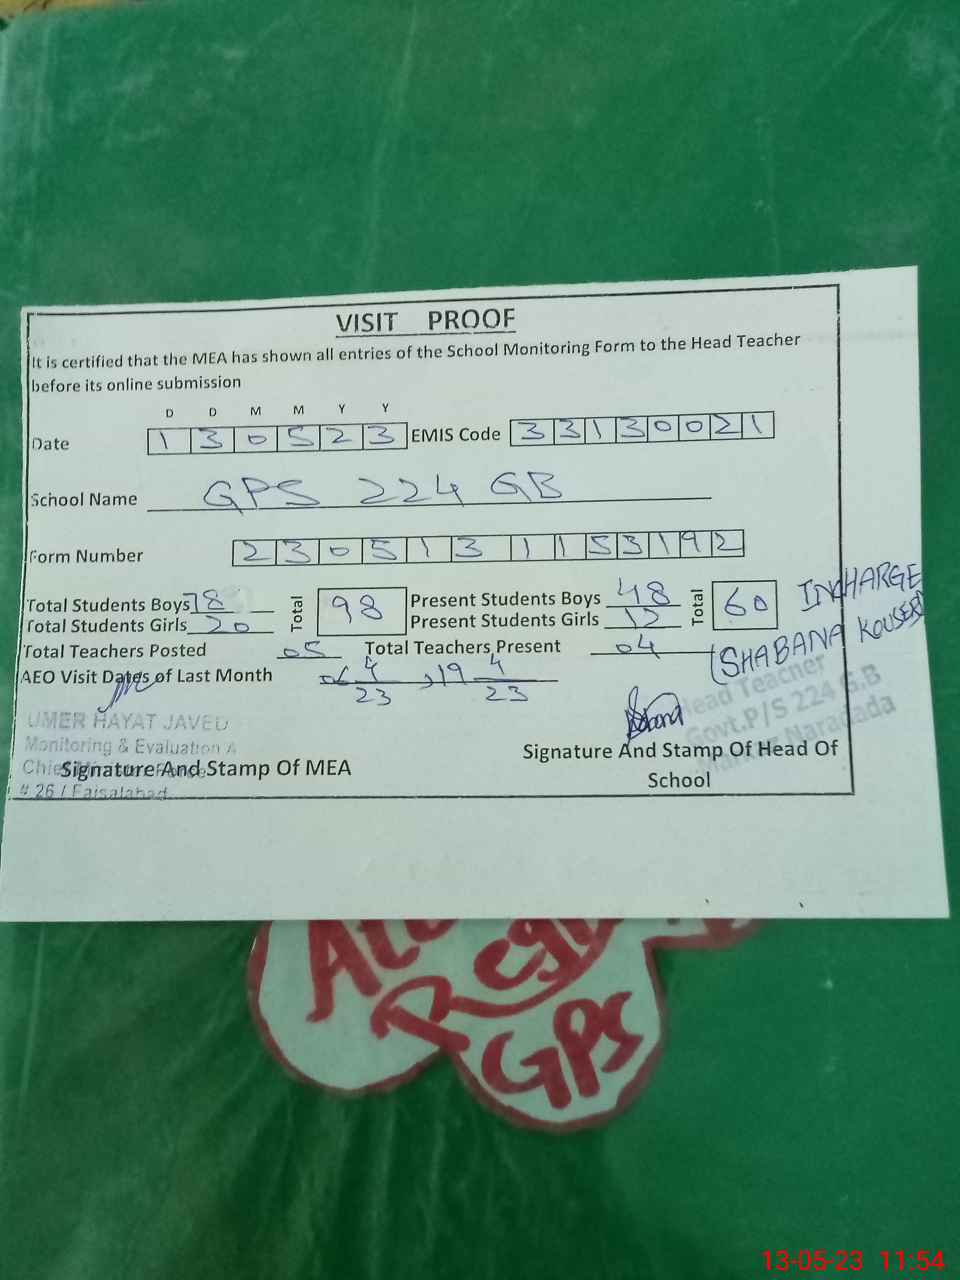 VISIT PROOF
It is certified that the MEA has shown all entries of the School Monitoring Form to the Head Teacher
before its online submission
D D M M Y Y
Date 1 3 0 5 2 3 EMIS Code 3 3 1 3 0 0 2 1
School Name GPS 224 GB
Form Number 2 3 0 5 1 3 1 1 5 3 1 9 2
Total Students Boys 78 Total 98 Present Students Boys 48 Total 60 INCHARGE
Total Students Girls 20 Present Students Girls 12
Total Teachers Posted 05 Total Teachers Present 04 (SHABANA KOUSER)
AEO Visit Dates of Last Month 06 4/23, 19 4/23
Head Teacher
Govt.P/S 224 G.B
Naradada
UMER HAYAT JAVED
Monitoring & Evaluation A
Signature And Stamp Of MEA
# 26 / Faisalabad
Signature And Stamp Of Head Of
School
GPS
13-05-23 11:54